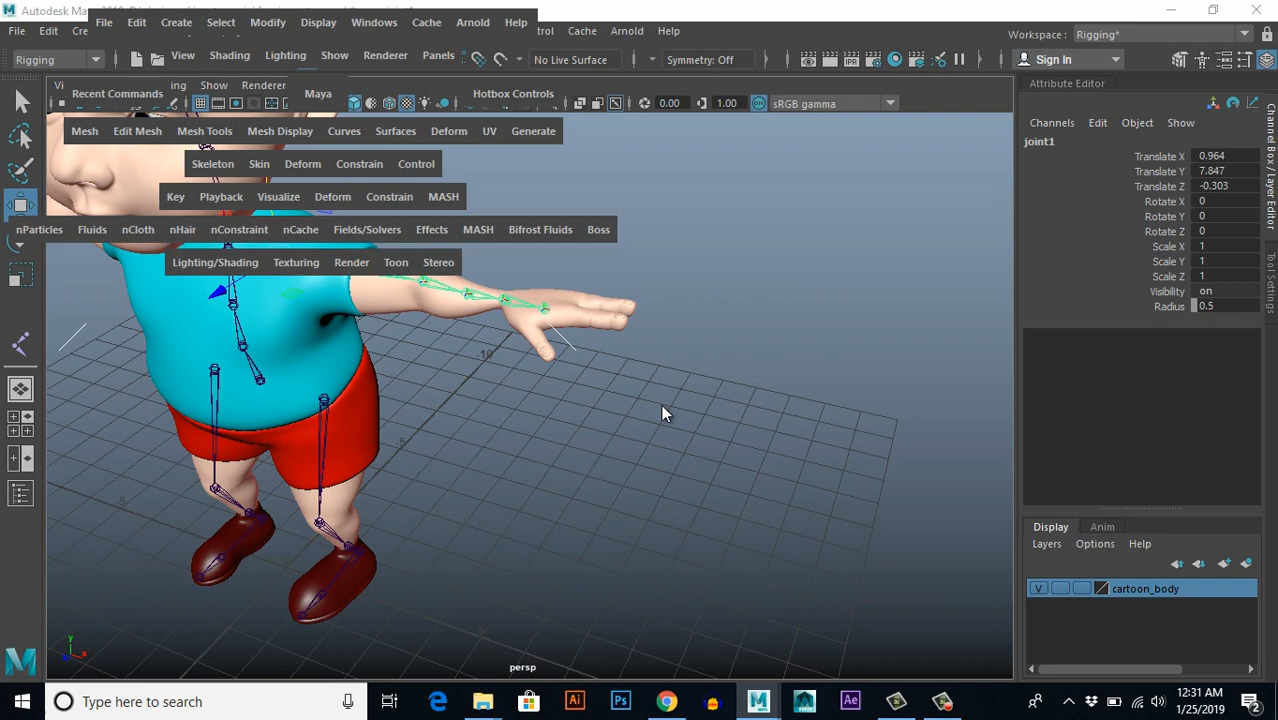 Autodesk Ma
File Edit Create Select Modify Display Windows Cache Arnold Help
File Edit Cre trol Cache Arnold Help
Workspace : Rigging*
Rigging
View Shading Lighting Show Renderer Panels
No Live Surface Symmetry: Off Sign In
Vi ing Show Renderer
Recent Commands Maya Hotbox Controls
0.00 1.00 sRGB gamma
Mesh Edit Mesh Mesh Tools Mesh Display Curves Surfaces Deform UV Generate
Skeleton Skin Deform Constrain Control
Key Playback Visualize Deform Constrain MASH
nParticles Fluids nCloth nHair nConstraint nCache Fields/Solvers Effects MASH Bifrost Fluids Boss
Lighting/Shading Texturing Render Toon Stereo
-10
-5
-5
5
y
x
persp
Attribute Editor
Channels Edit Object Show
joint1
Translate X 0.964
Translate Y 7.847
Translate Z -0.303
Rotate X 0
Rotate Y 0
Rotate Z 0
Scale X 1
Scale Y 1
Scale Z 1
Visibility on
Radius 0.5
Channel Box / Layer Editor
Tool Settings
Display Anim
Layers Options Help
V cartoon_body
Type here to search
12:31 AM
1/25/2019
2